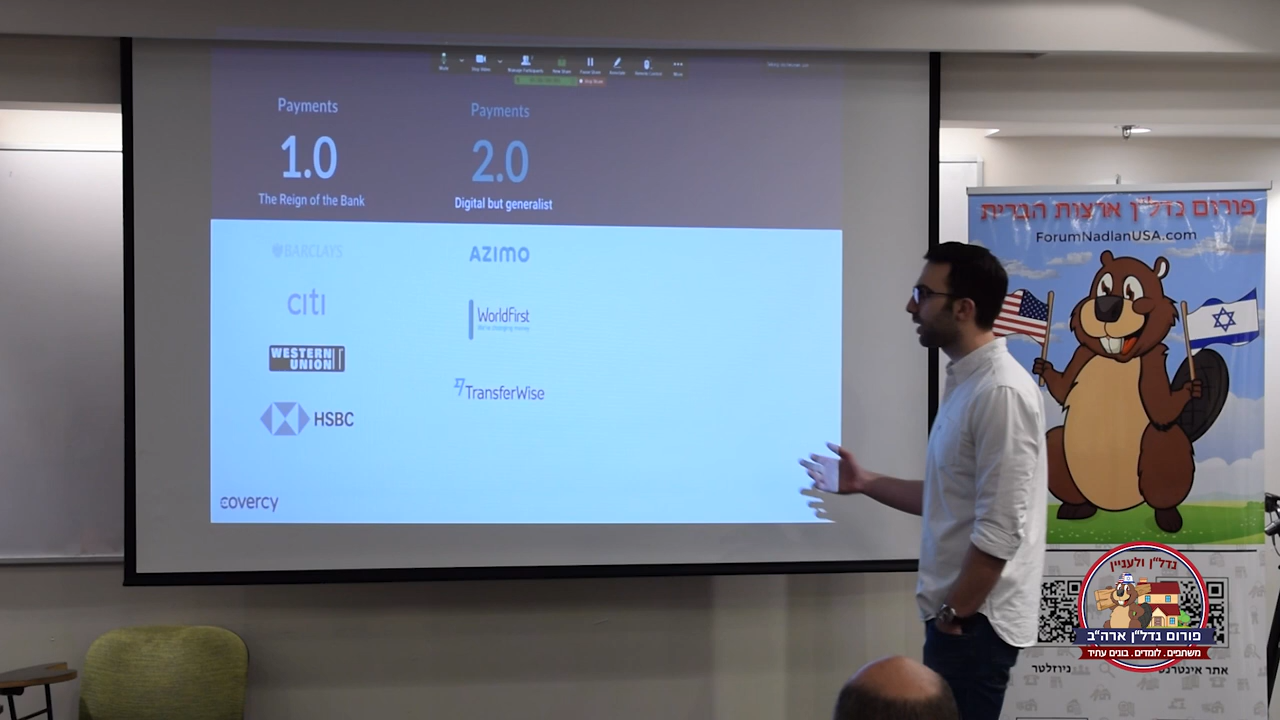 Payments
1.0
The Reign of the Bank
Payments
2.0
Digital but generalist
BARCLAYS
citi
WESTERN
UNION
HSBC
AZIMO
WorldFirst
TransferWise
covercy
פורום נדל"ן ארצות הברית
ForumNadlanUSA.com
נדל"ן ולעניין
פורום נדל"ן ארה"ב
משתפים. לומדים. בונים עתיד
ניוזלטר
אתר אינטרנט